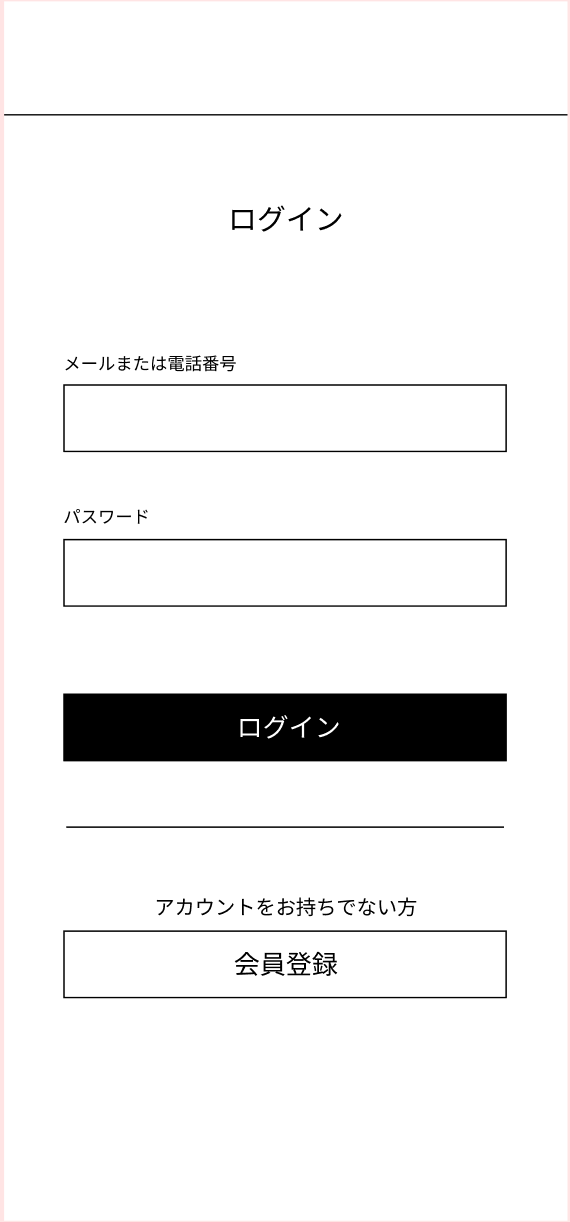 ログイン
メールまたは電話番号
パスワード
ログイン
アカウントをお持ちでない方
会員登録